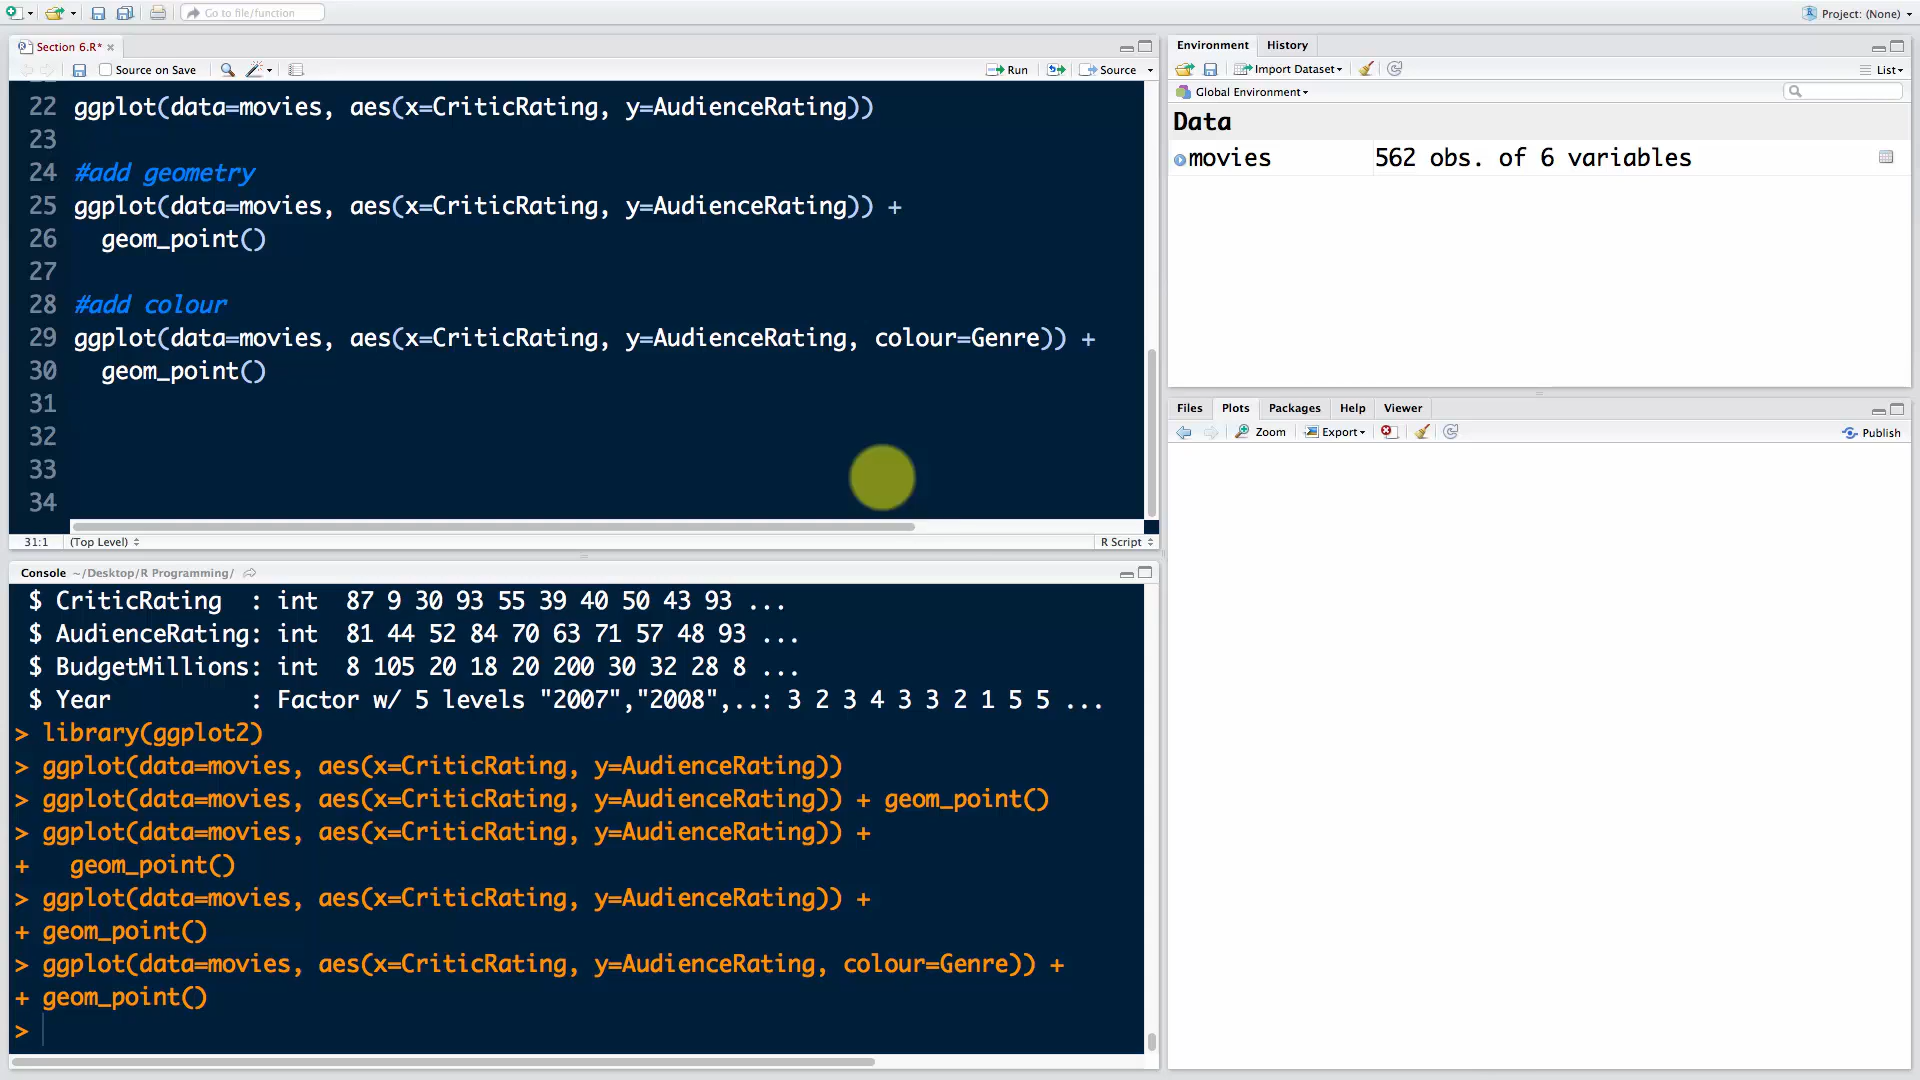 Go to file/function
Project: (None)
Section 6.R*
Source on Save
Run
Source
22 ggplot(data=movies, aes(x=CriticRating, y=AudienceRating))
23
24 #add geometry
25 ggplot(data=movies, aes(x=CriticRating, y=AudienceRating)) +
26   geom_point()
27
28 #add colour
29 ggplot(data=movies, aes(x=CriticRating, y=AudienceRating, colour=Genre)) +
30   geom_point()
31
32
33
34
31:1 (Top Level) R Script
Console ~/Desktop/R Programming/
$ CriticRating  : int  87 9 30 93 55 39 40 50 43 93 ...
$ AudienceRating: int  81 44 52 84 70 63 71 57 48 93 ...
$ BudgetMillions: int  8 105 20 18 20 200 30 32 28 8 ...
$ Year          : Factor w/ 5 levels "2007","2008",..: 3 2 3 4 3 3 2 1 5 5 ...
> library(ggplot2)
> ggplot(data=movies, aes(x=CriticRating, y=AudienceRating))
> ggplot(data=movies, aes(x=CriticRating, y=AudienceRating)) + geom_point()
> ggplot(data=movies, aes(x=CriticRating, y=AudienceRating)) +
+   geom_point()
> ggplot(data=movies, aes(x=CriticRating, y=AudienceRating)) +
+ geom_point()
> ggplot(data=movies, aes(x=CriticRating, y=AudienceRating, colour=Genre)) +
+ geom_point()
>
Environment History
Import Dataset List
Global Environment
Data
movies 562 obs. of 6 variables
Files Plots Packages Help Viewer
Zoom Export Publish